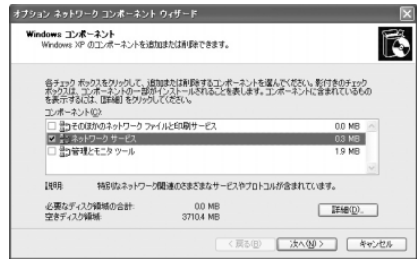 オプション ネットワーク コンポーネント ウィザード
Windows コンポーネント
Windows XP のコンポーネントを追加または削除できます。
各チェック ボックスをクリックして、追加または削除するコンポーネントを選んでください。影付きのチェック
ボックスは、コンポーネントの一部がインストールされることを表します。コンポーネントに含まれているもの
を表示するには、[詳細] をクリックしてください。
コンポーネント(C):
そのほかのネットワーク ファイルと印刷サービス 0.0 MB
ネットワーク サービス 0.3 MB
管理とモニタ ツール 1.9 MB
説明: 特別なネットワーク関連のさまざまなサービスやプロトコルが含まれています。
必要なディスク領域の合計: 0.0 MB
空きディスク領域: 3710.4 MB
詳細(D)...
< 戻る(B) 次へ(N) > キャンセル